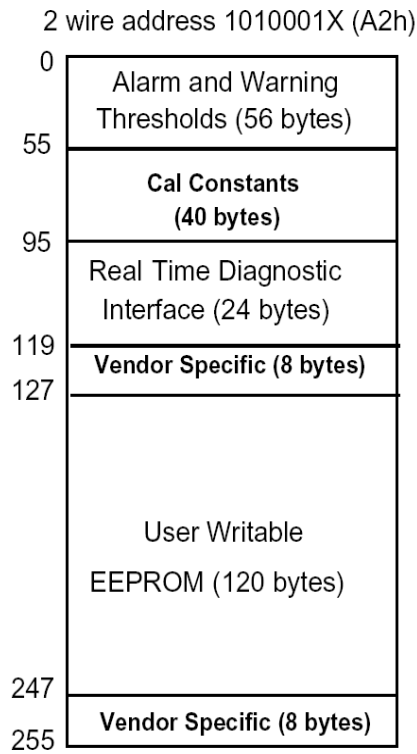 2 wire address 1010001X (A2h)
0
Alarm and Warning
Thresholds (56 bytes)
55
Cal Constants
(40 bytes)
95
Real Time Diagnostic
Interface (24 bytes)
119
Vendor Specific (8 bytes)
127
User Writable
EEPROM (120 bytes)
247
Vendor Specific (8 bytes)
255